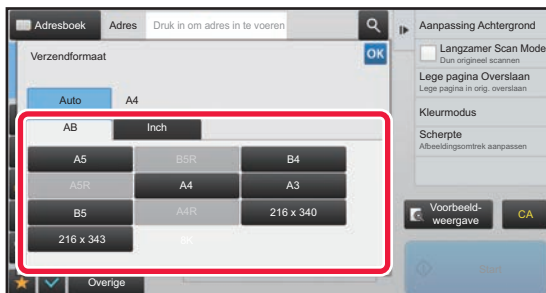 Adresboek Adres Druk in om adres in te voeren
Verzendformaat OK
Auto A4
AB Inch
A5 B5R B4
A5R A4 A3
B5 A4R 216 x 340
216 x 343 8K
Overige
Aanpassing Achtergrond
Langzamer Scan Mode
Dun origineel scannen
Lege pagina Overslaan
Lege pagina in orig. overslaan
Kleurmodus
Scherpte
Afbeeldingsomtrek aanpassen
Voorbeeld-
weergave CA
Start